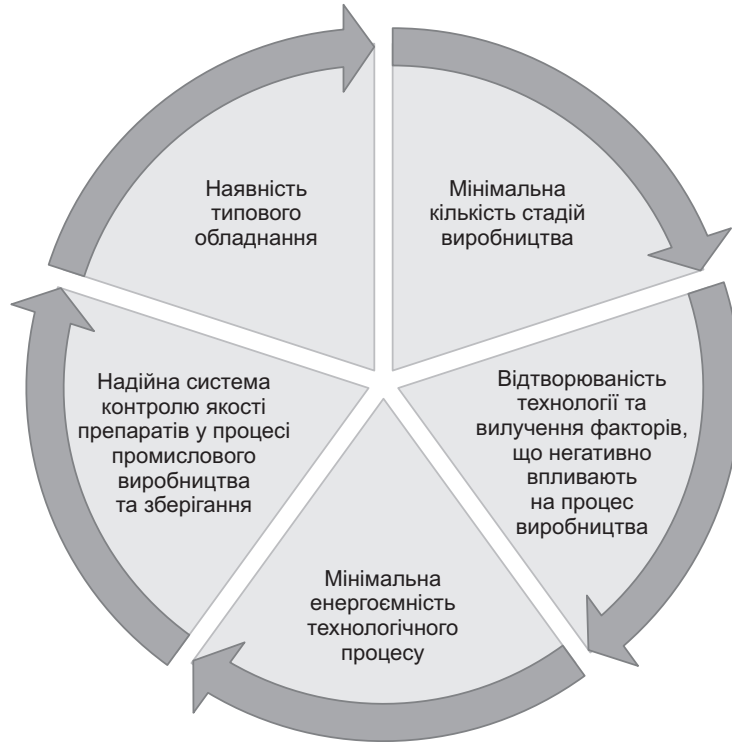 Наявність
типового
обладнання
Мінімальна
кількість стадій
виробництва
Відтворюваність
технології та
вилучення факторів,
що негативно
впливають
на процес
виробництва
Мінімальна
енергоємність
технологічного
процесу
Надійна система
контролю якості
препаратів у процесі
промислового
виробництва
та зберігання